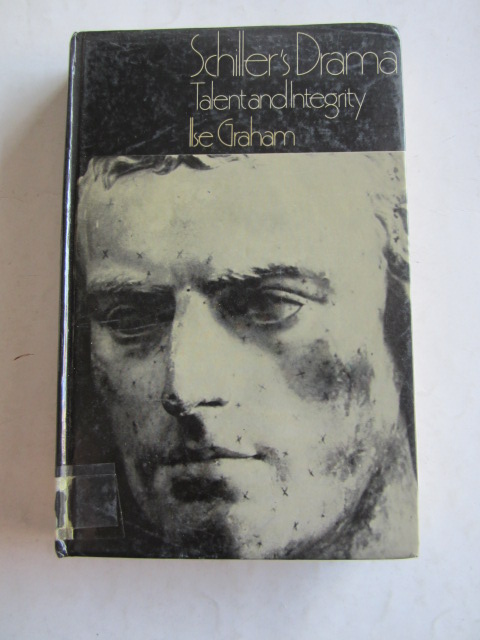 Schiller's Drama
Talent and Integrity
Ilse Graham